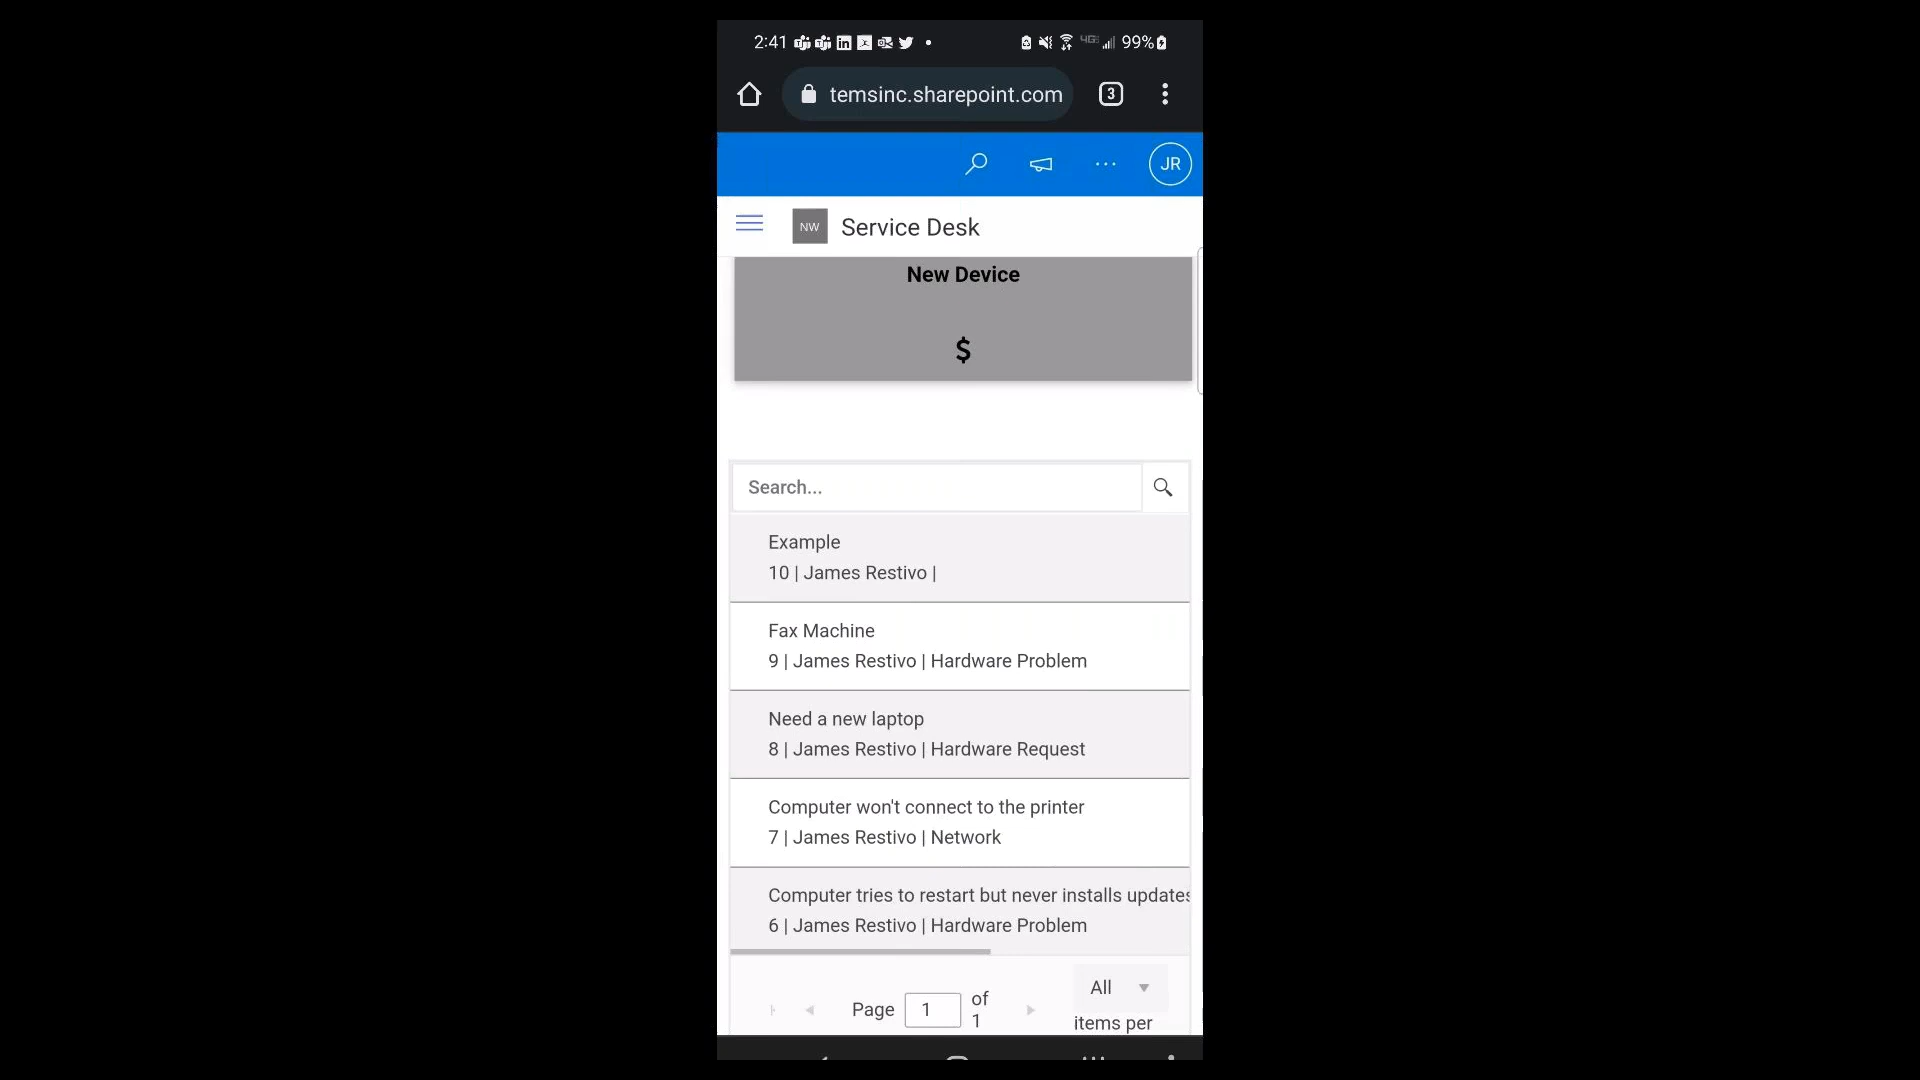 2:41 99%
temsinc.sharepoint.com 3
JR
NW Service Desk
New Device
$
Search...
Example
10 | James Restivo |
Fax Machine
9 | James Restivo | Hardware Problem
Need a new laptop
8 | James Restivo | Hardware Request
Computer won't connect to the printer
7 | James Restivo | Network
Computer tries to restart but never installs updates
6 | James Restivo | Hardware Problem
Page 1 of 1 All
items per